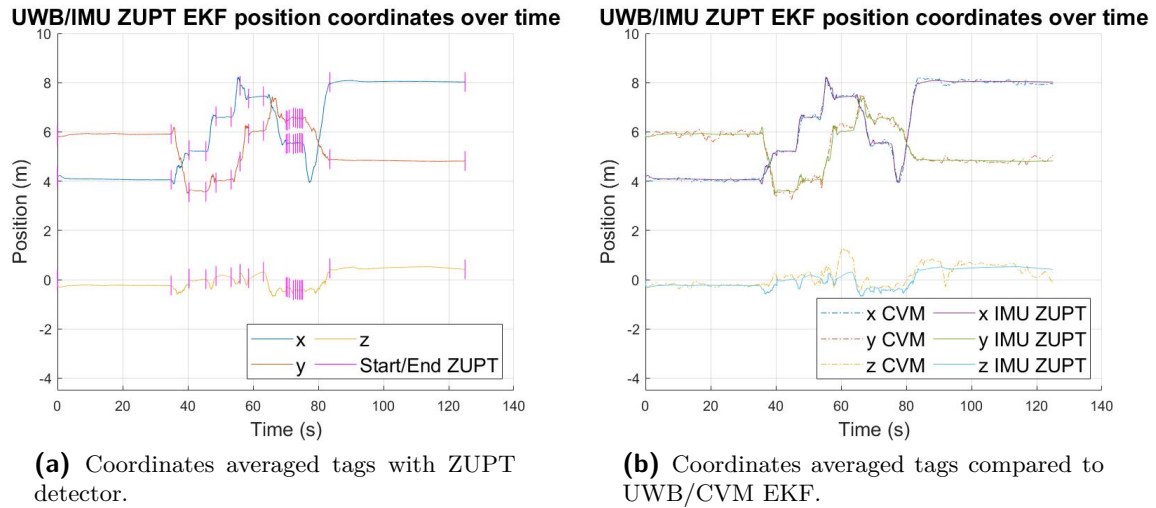 UWB/IMU ZUPT EKF position coordinates over time
10
8
6
4
2
0
-2
-4
0
20
40
60
80
100
120
140
Position (m)
Time (s)
x
z
y
Start/End ZUPT
(a) Coordinates averaged tags with ZUPT
detector.
UWB/IMU ZUPT EKF position coordinates over time
10
8
6
4
2
0
-2
-4
0
20
40
60
80
100
120
140
Position (m)
Time (s)
x CVM
x IMU ZUPT
y CVM
y IMU ZUPT
z CVM
z IMU ZUPT
(b) Coordinates averaged tags compared to
UWB/CVM EKF.